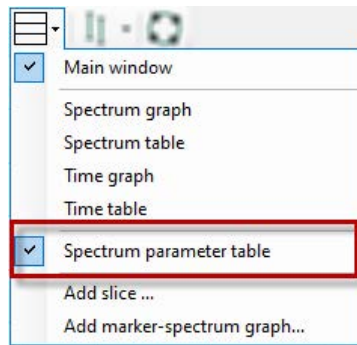 Main window
Spectrum graph
Spectrum table
Time graph
Time table
Spectrum parameter table
Add slice ...
Add marker-spectrum graph...